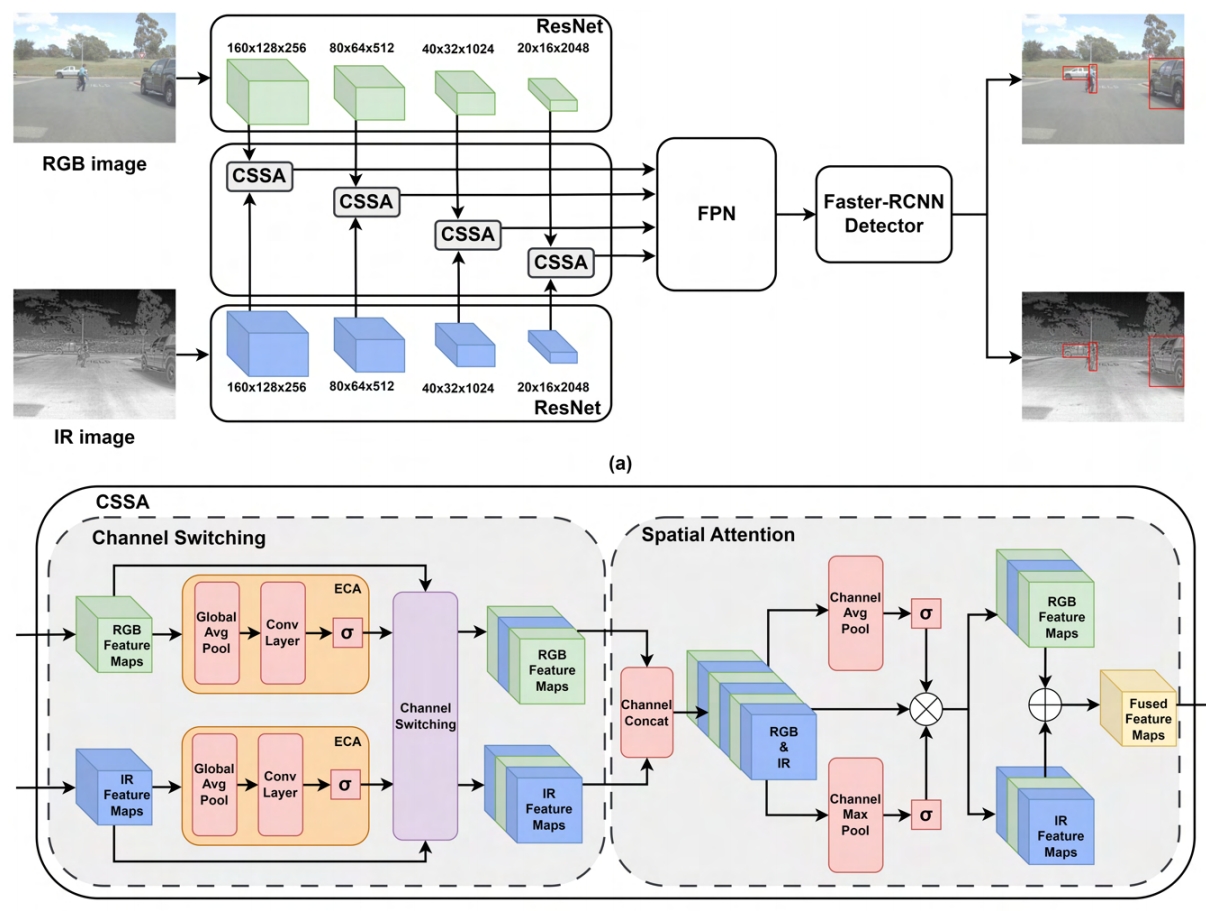 ResNet
160x128x256
80x64x512
40x32x1024
20x16x2048
RGB image
CSSA
CSSA
CSSA
CSSA
FPN
Faster-RCNN
Detector
160x128x256
80x64x512
40x32x1024
20x16x2048
ResNet
IR image
(a)
CSSA
Channel Switching
RGB
Feature
Maps
Global
Avg
Pool
Conv
Layer
σ
ECA
IR
Feature
Maps
Global
Avg
Pool
Conv
Layer
σ
ECA
Channel
Switching
RGB
Feature
Maps
IR
Feature
Maps
Spatial Attention
Channel
Concat
RGB
&
IR
Channel
Avg
Pool
σ
Channel
Max
Pool
σ
RGB
Feature
Maps
IR
Feature
Maps
Fused
Feature
Maps